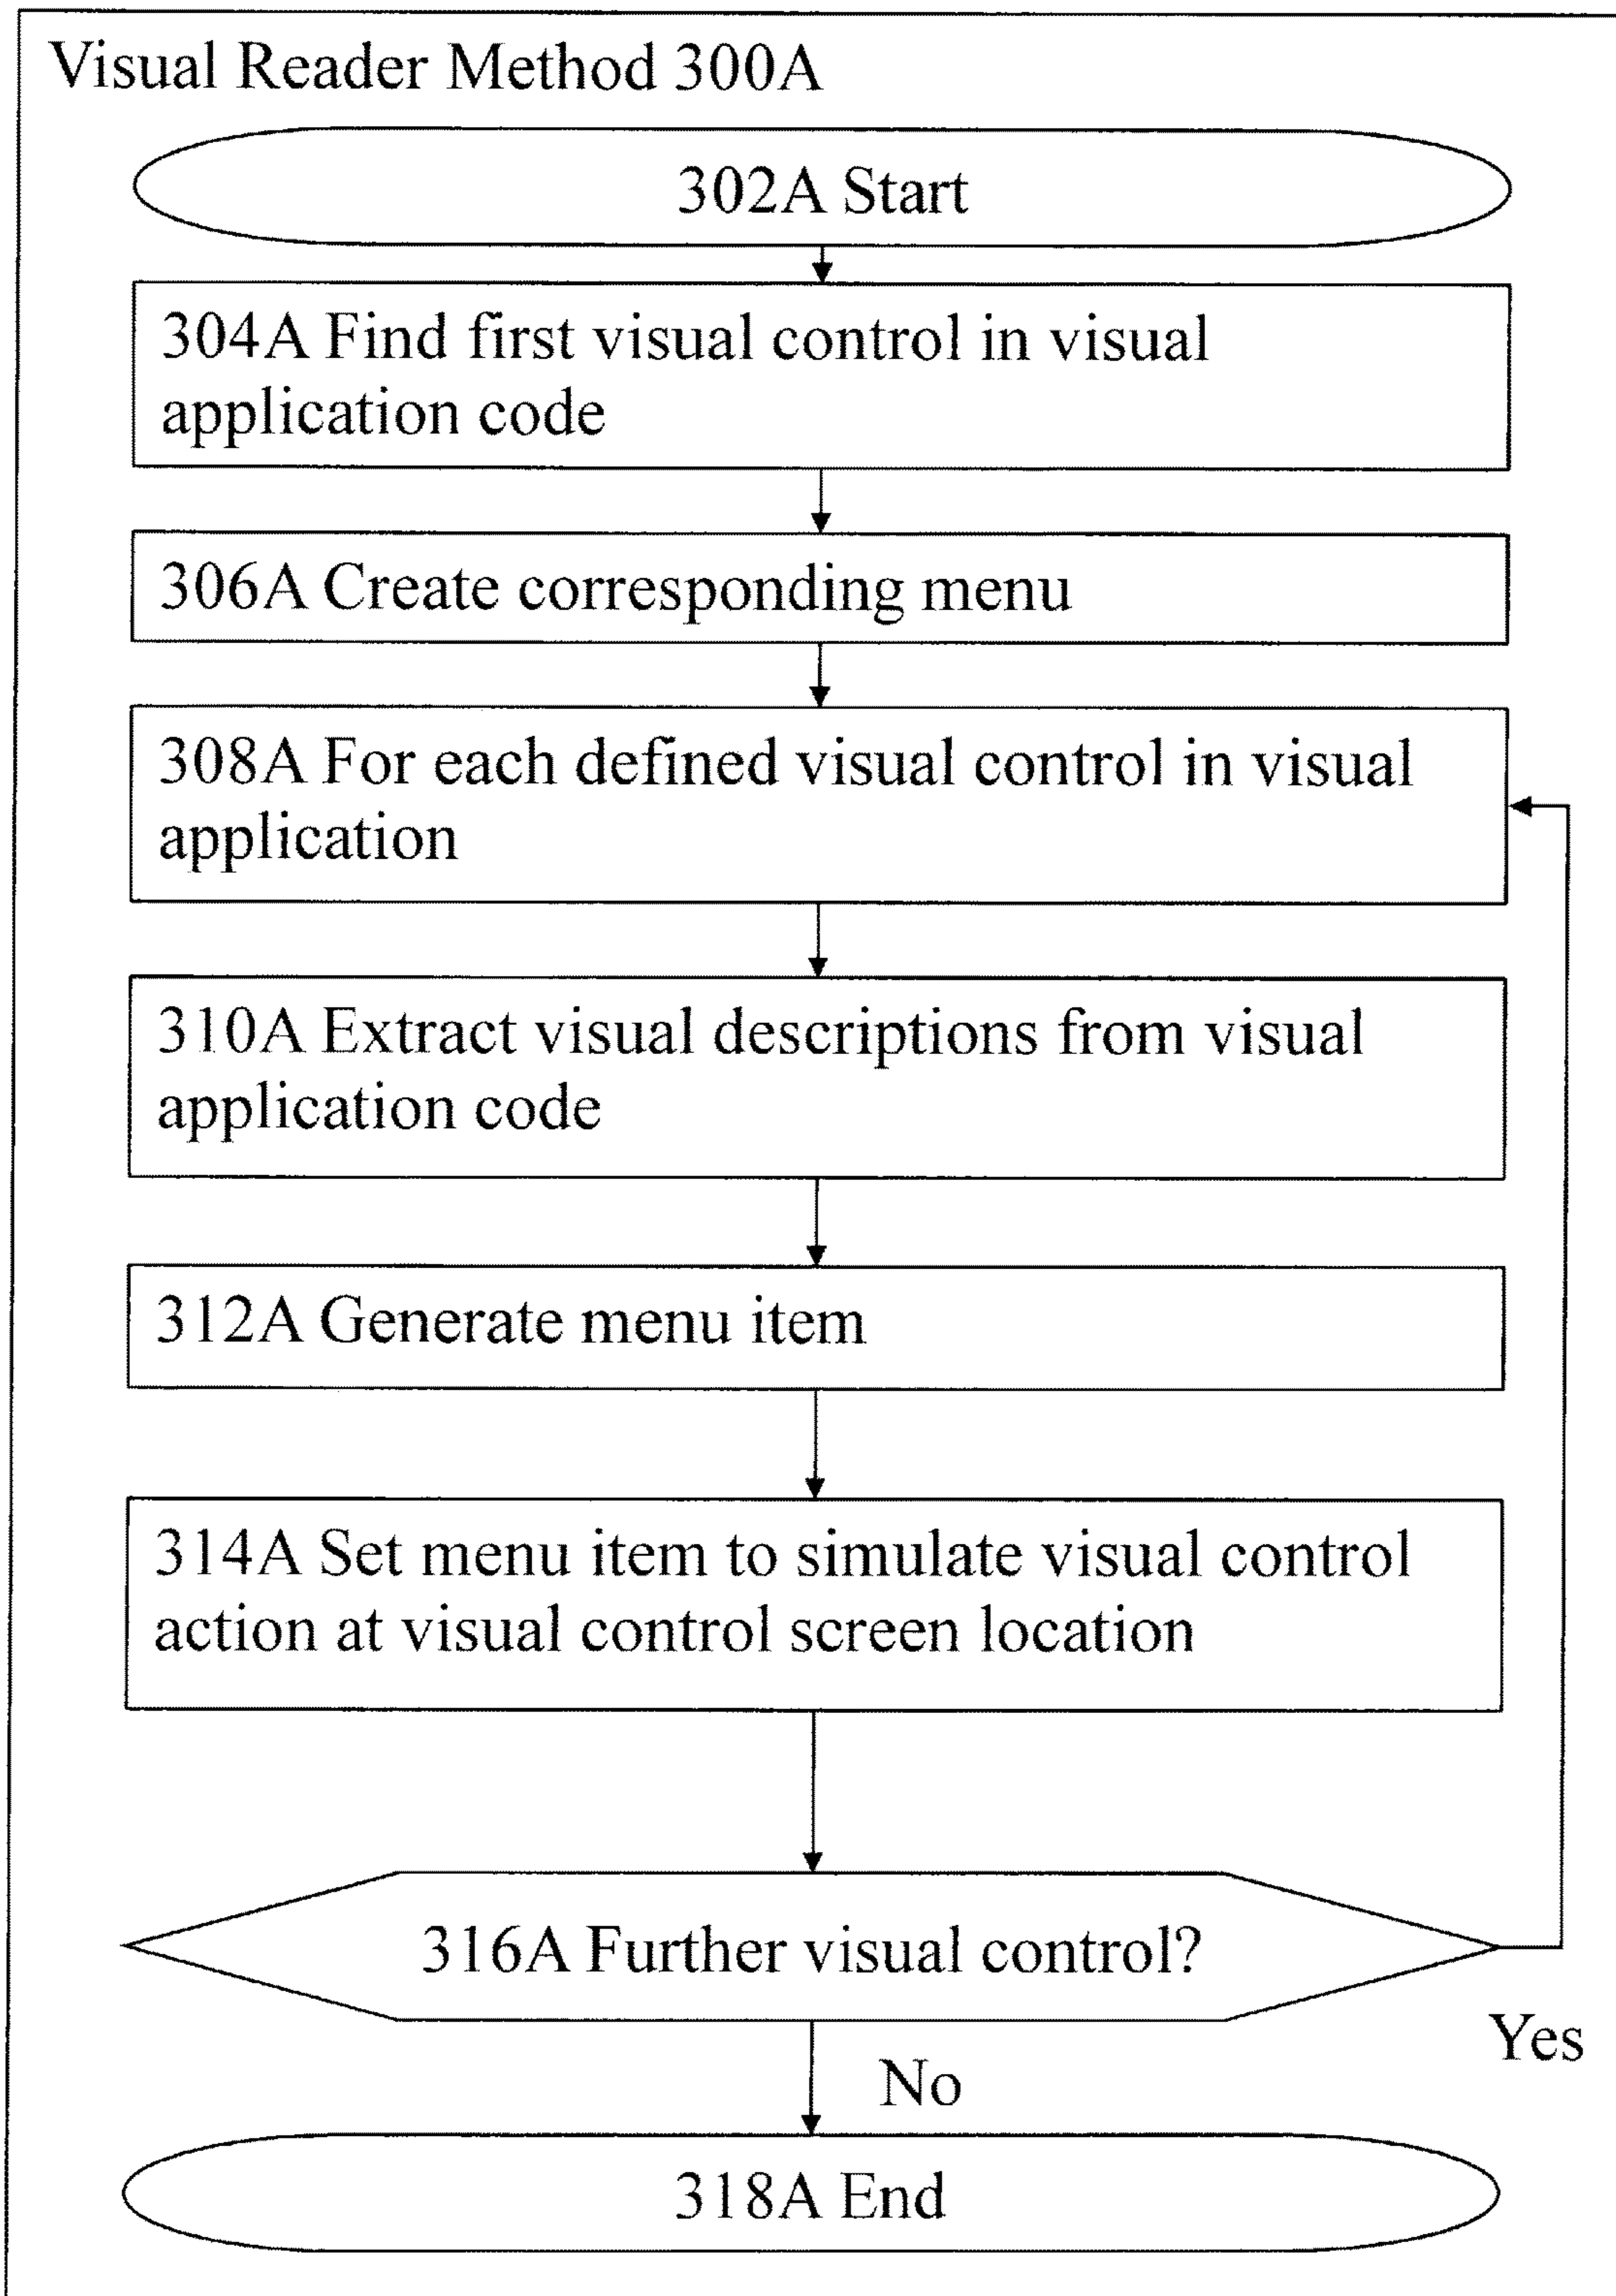 Visual Reader Method 300A
302A Start
304A Find first visual control in visual
application code
306A Create corresponding menu
308A For each defined visual control in visual
application
310A Extract visual descriptions from visual
application code
312A Generate menu item
314A Set menu item to simulate visual control
action at visual control screen location
316A Further visual control?
Yes
No
318A End